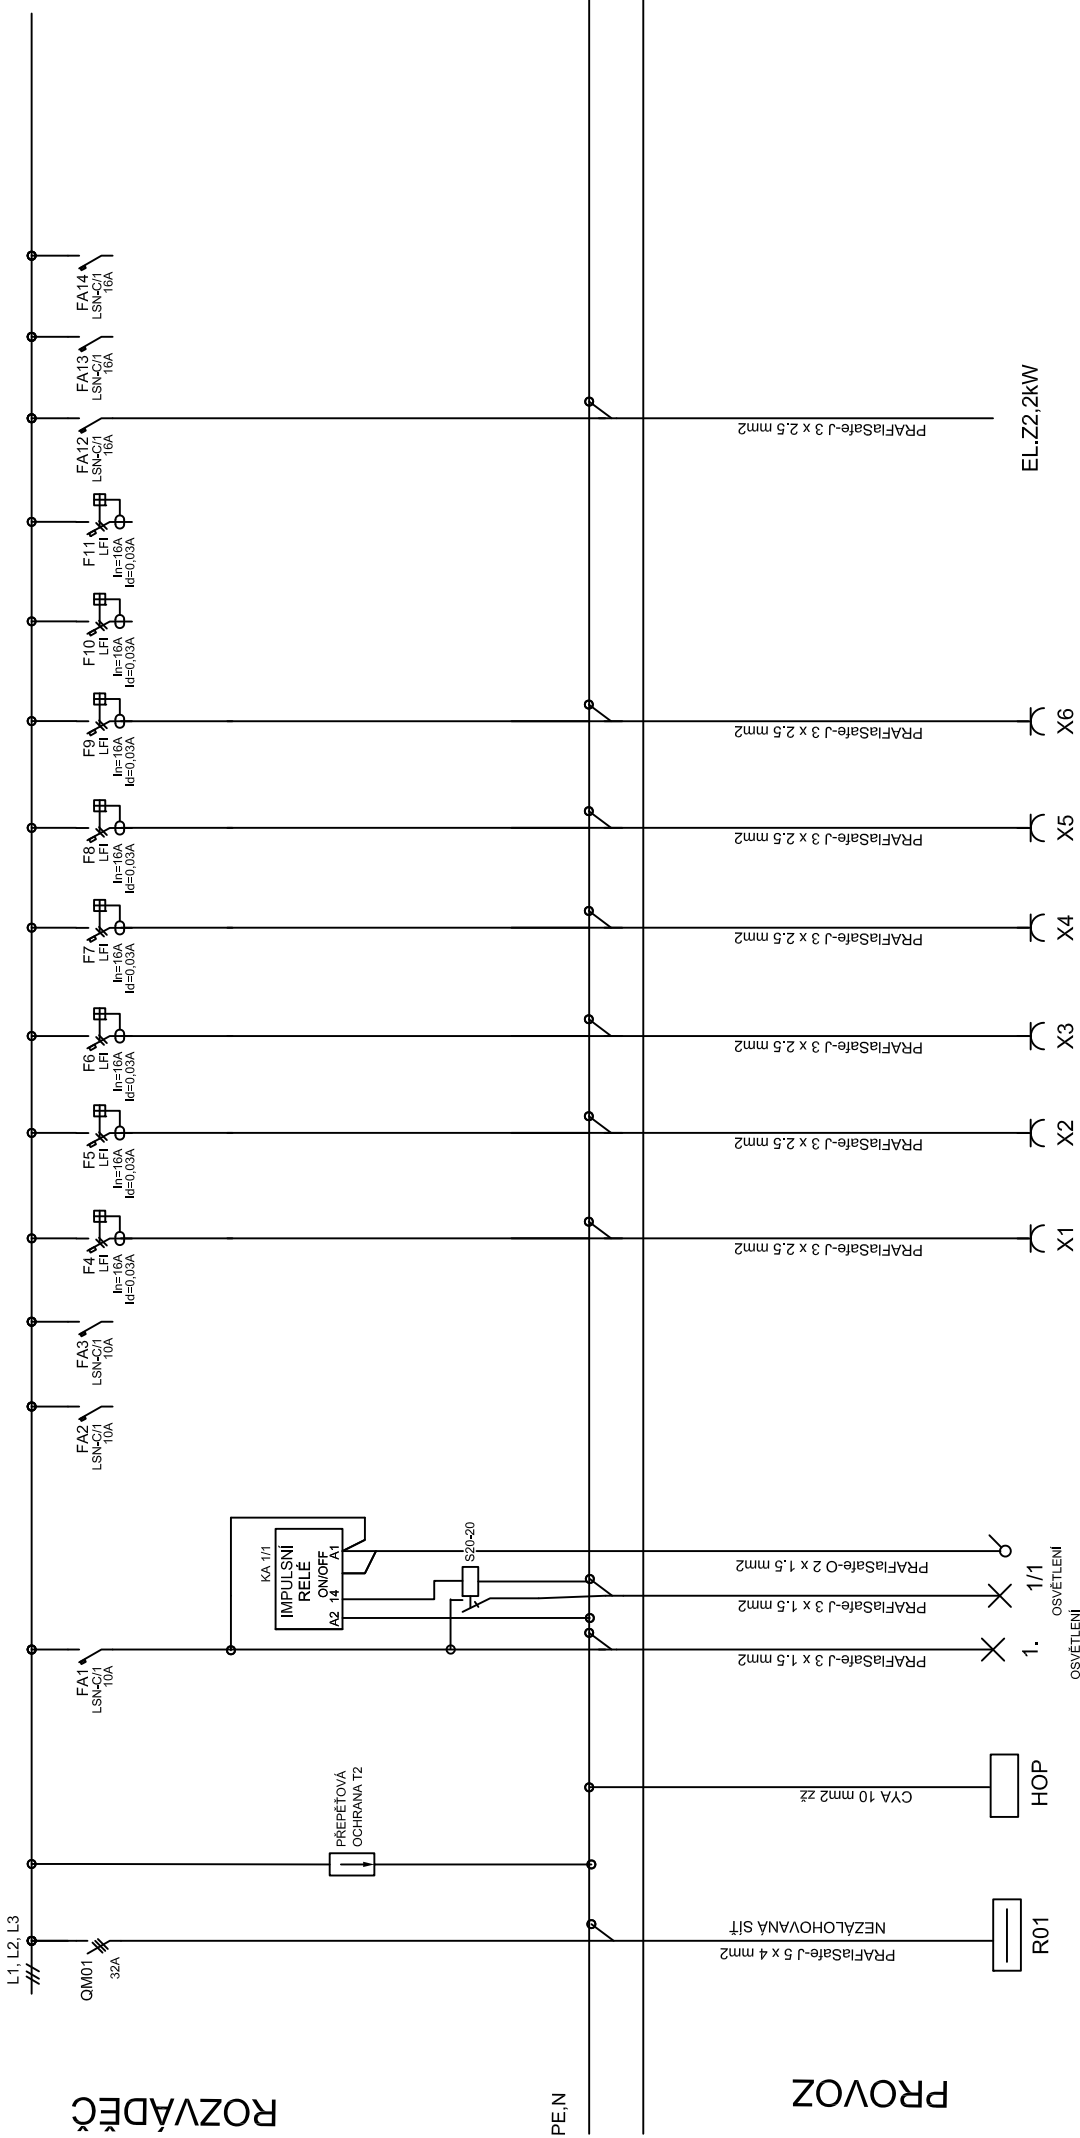 ROZVÁDĚČ
L1, L2, L3
QM01
32A
PŘEPĚŤOVÁ
OCHRANA T2
FA1
LSN-C/1
10A
KA 1/1
IMPULSNÍ
RELÉ
ON/OFF
A2 14 A1
S20-20
FA2
LSN-C/1
10A
FA3
LSN-C/1
10A
F4
LFI
In=16A
Id=0,03A
F5
LFI
In=16A
Id=0,03A
F6
LFI
In=16A
Id=0,03A
F7
LFI
In=16A
Id=0,03A
F8
LFI
In=16A
Id=0,03A
F9
LFI
In=16A
Id=0,03A
F10
LFI
In=16A
Id=0,03A
F11
LFI
In=16A
Id=0,03A
FA12
LSN-C/1
16A
FA13
LSN-C/1
16A
FA14
LSN-C/1
16A
PE,N
PROVOZ
NEZÁLOHOVANÁ SÍŤ
PRAFlaSafe-J 5 x 4 mm2
CYA 10 mm2 zž
PRAFlaSafe-J 3 x 1.5 mm2
PRAFlaSafe-J 3 x 1.5 mm2
PRAFlaSafe-O 2 x 1.5 mm2
PRAFlaSafe-J 3 x 2.5 mm2
PRAFlaSafe-J 3 x 2.5 mm2
PRAFlaSafe-J 3 x 2.5 mm2
PRAFlaSafe-J 3 x 2.5 mm2
PRAFlaSafe-J 3 x 2.5 mm2
PRAFlaSafe-J 3 x 2.5 mm2
PRAFlaSafe-J 3 x 2.5 mm2
R01
HOP
1.
OSVĚTLENÍ
1/1
OSVĚTLENÍ
X1
X2
X3
X4
X5
X6
EL.Z2,2kW